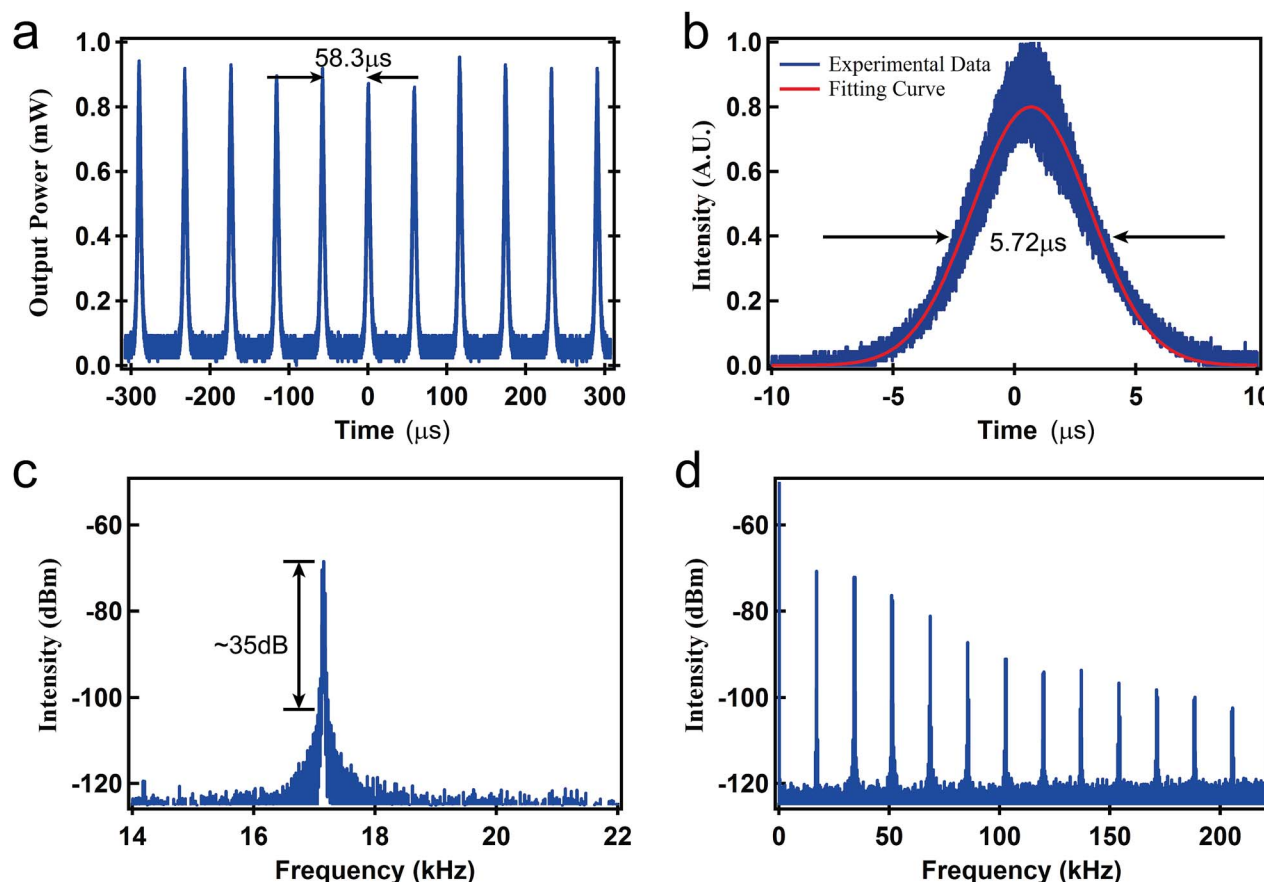 a
1.0
0.8
0.6
0.4
0.2
0.0
Output Power (mW)
58.3μs
-300 -200 -100 0 100 200 300
Time (μs)
b
1.0
0.8
0.6
0.4
0.2
0.0
Intensity (A.U.)
Experimental Data
Fitting Curve
5.72μs
-10 -5 0 5 10
Time (μs)
c
-60
-80
-100
-120
Intensity (dBm)
~35dB
14 16 18 20 22
Frequency (kHz)
d
-60
-80
-100
-120
Intensity (dBm)
0 50 100 150 200
Frequency (kHz)